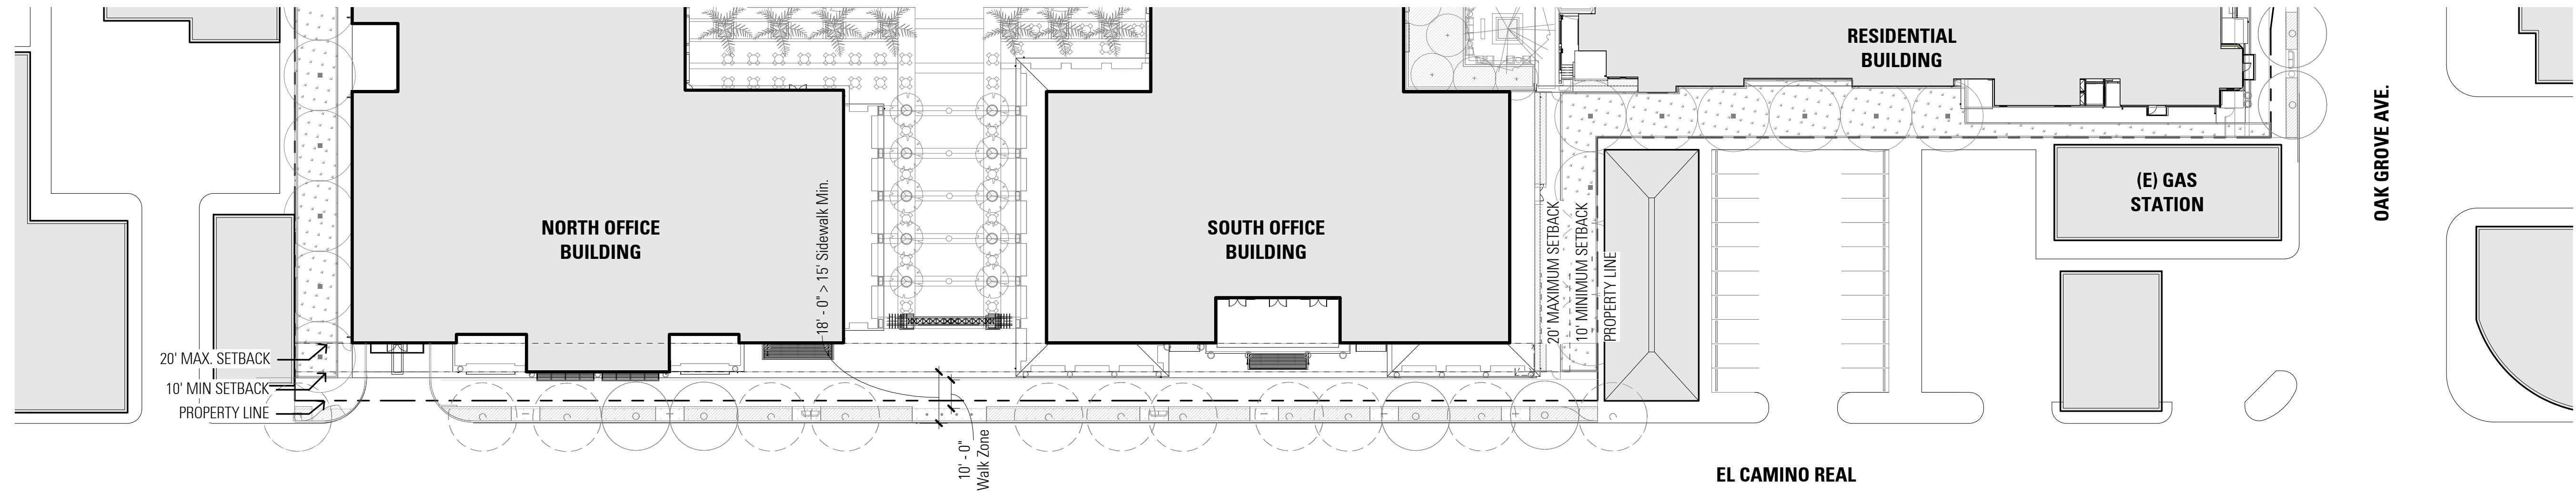 RESIDENTIAL
BUILDING
OAK GROVE AVE.
(E) GAS
STATION
NORTH OFFICE
BUILDING
18' - 0" > 15' Sidewalk Min.
SOUTH OFFICE
BUILDING
20' MAXIMUM SETBACK
10' MINIMUM SETBACK
PROPERTY LINE
20' MAX. SETBACK
10' MIN SETBACK
PROPERTY LINE
10' - 0"
Walk Zone
EL CAMINO REAL